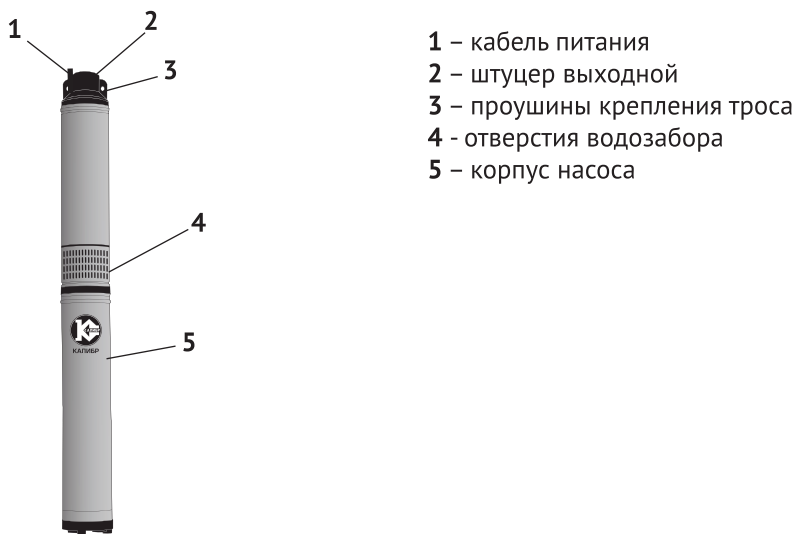 1
2
3
4
5
КАЛИБР
1 – кабель питания
2 – штуцер выходной
3 – проушины крепления троса
4 - отверстия водозабора
5 – корпус насоса